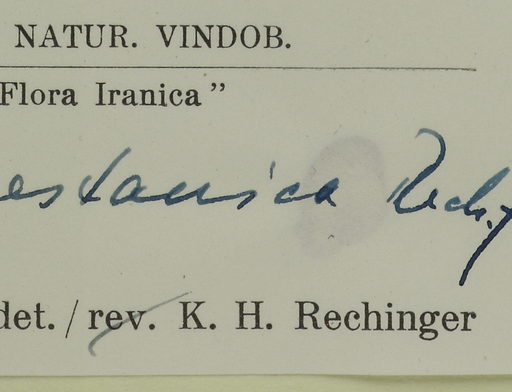 NATUR. VINDOB.
Flora Iranica”
estanica Rech. f.
det. / rev. K. H. Rechinger